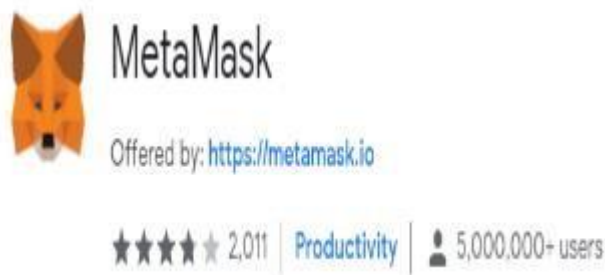 MetaMask
Offered by: https://metamask.io
2,011 Productivity 5,000,000+ users